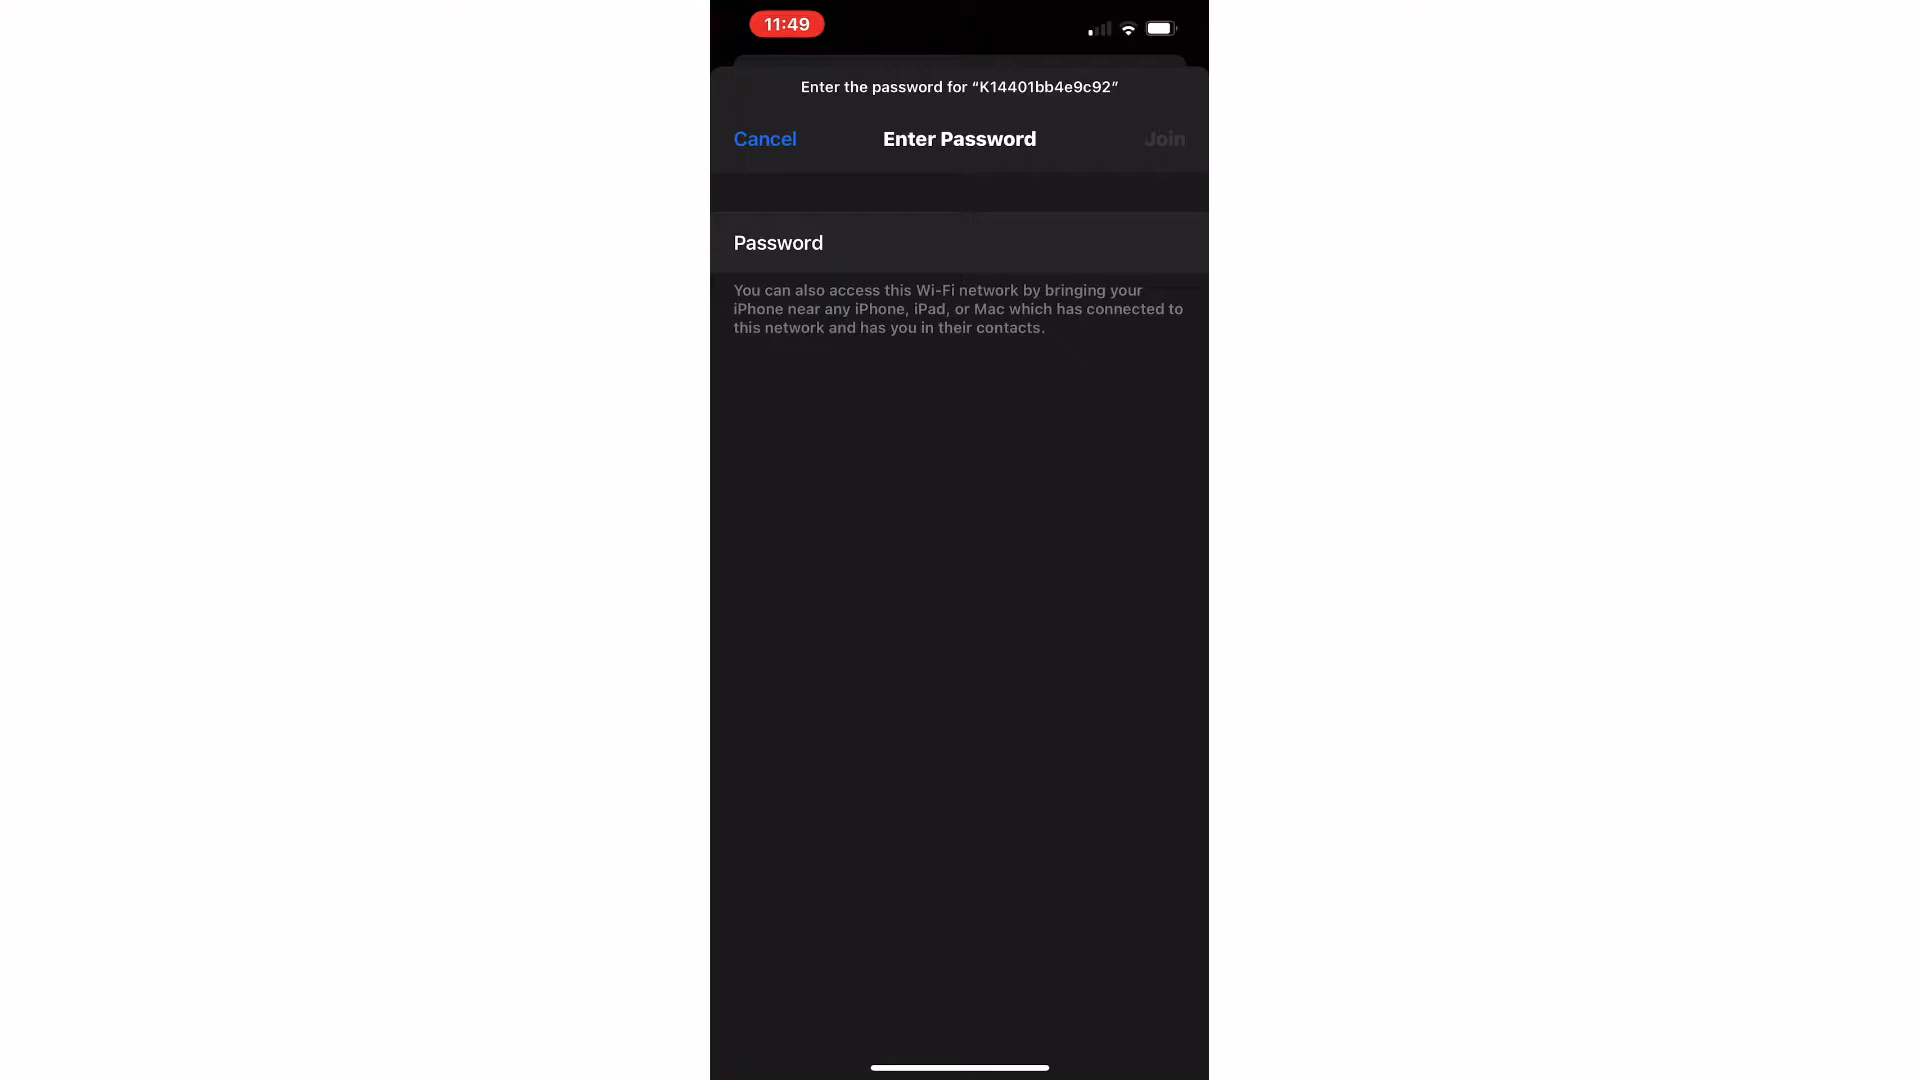 11:49
Enter the password for “K14401bb4e9c92”
Cancel
Enter Password
Join
Password
You can also access this Wi-Fi network by bringing your
iPhone near any iPhone, iPad, or Mac which has connected to
this network and has you in their contacts.